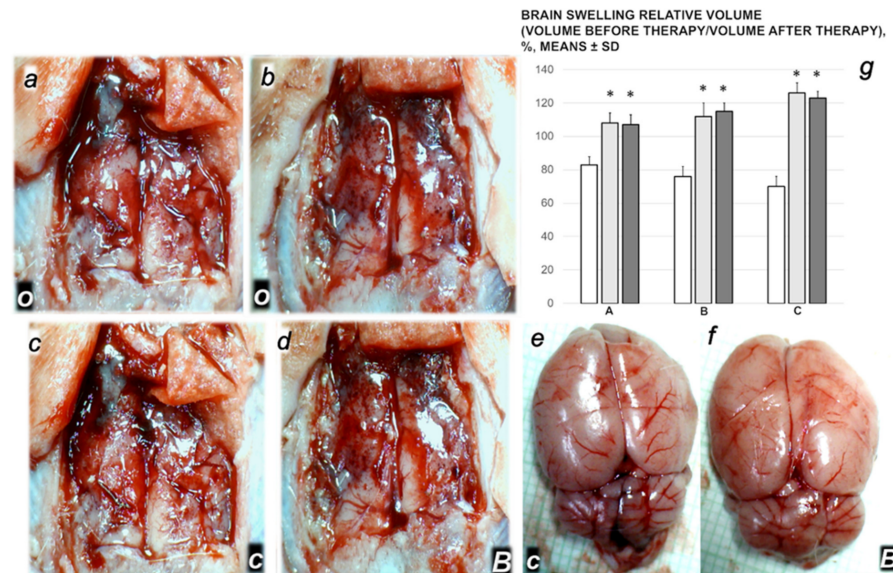 BRAIN SWELLING RELATIVE VOLUME
(VOLUME BEFORE THERAPY/VOLUME AFTER THERAPY),
%, MEANS ± SD
a
b
g
140
120
100
80
60
40
20
0
* *
* *
* *
A B C
o
o
c
d
e
f
c
B
c
B